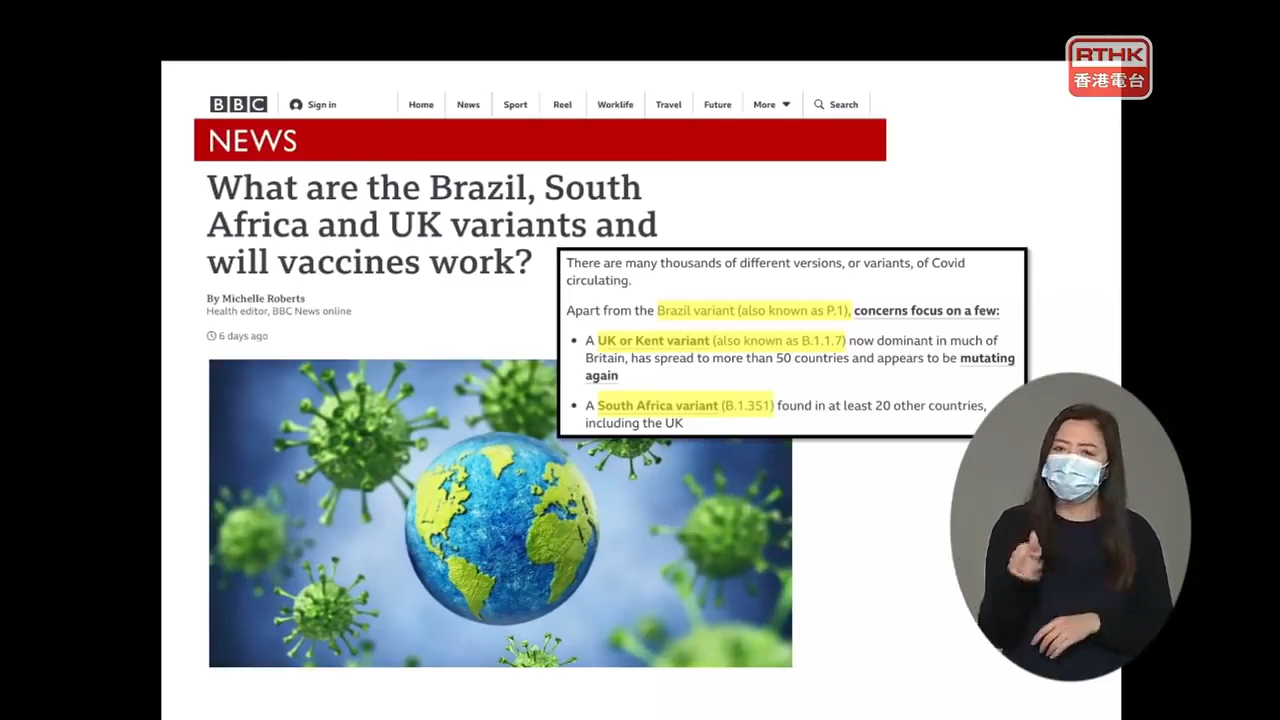 RTHK
香港電台
BBC Sign in Home News Sport Reel Worklife Travel Future More Search
NEWS
What are the Brazil, South
Africa and UK variants and
will vaccines work?
By Michelle Roberts
Health editor, BBC News online
6 days ago
There are many thousands of different versions, or variants, of Covid
circulating.
Apart from the Brazil variant (also known as P.1), concerns focus on a few:
• A UK or Kent variant (also known as B.1.1.7) now dominant in much of
Britain, has spread to more than 50 countries and appears to be mutating
again
• A South Africa variant (B.1.351) found in at least 20 other countries,
including the UK